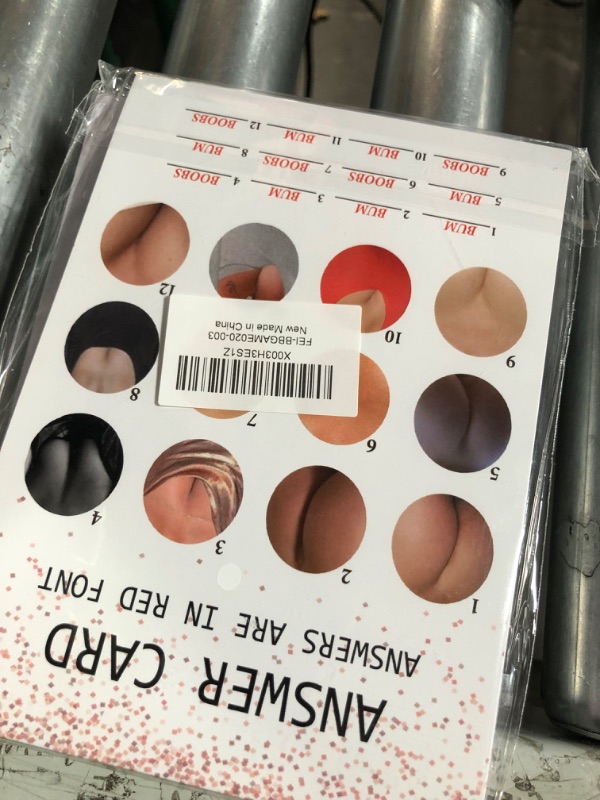 ANSWER CARD
ANSWERS ARE IN RED FONT
1 2 3 4
5 6 7 8
X003H3ES1Z
FEI-BBGAME020-003
New Made in China
9 10 12
1 BUM 2 BUM 3 BUM 4 BOOBS
5 BUM 6 BOOBS 7 BOOBS 8 BUM
9 BOOBS 10 BUM 11 BUM 12 BOOBS